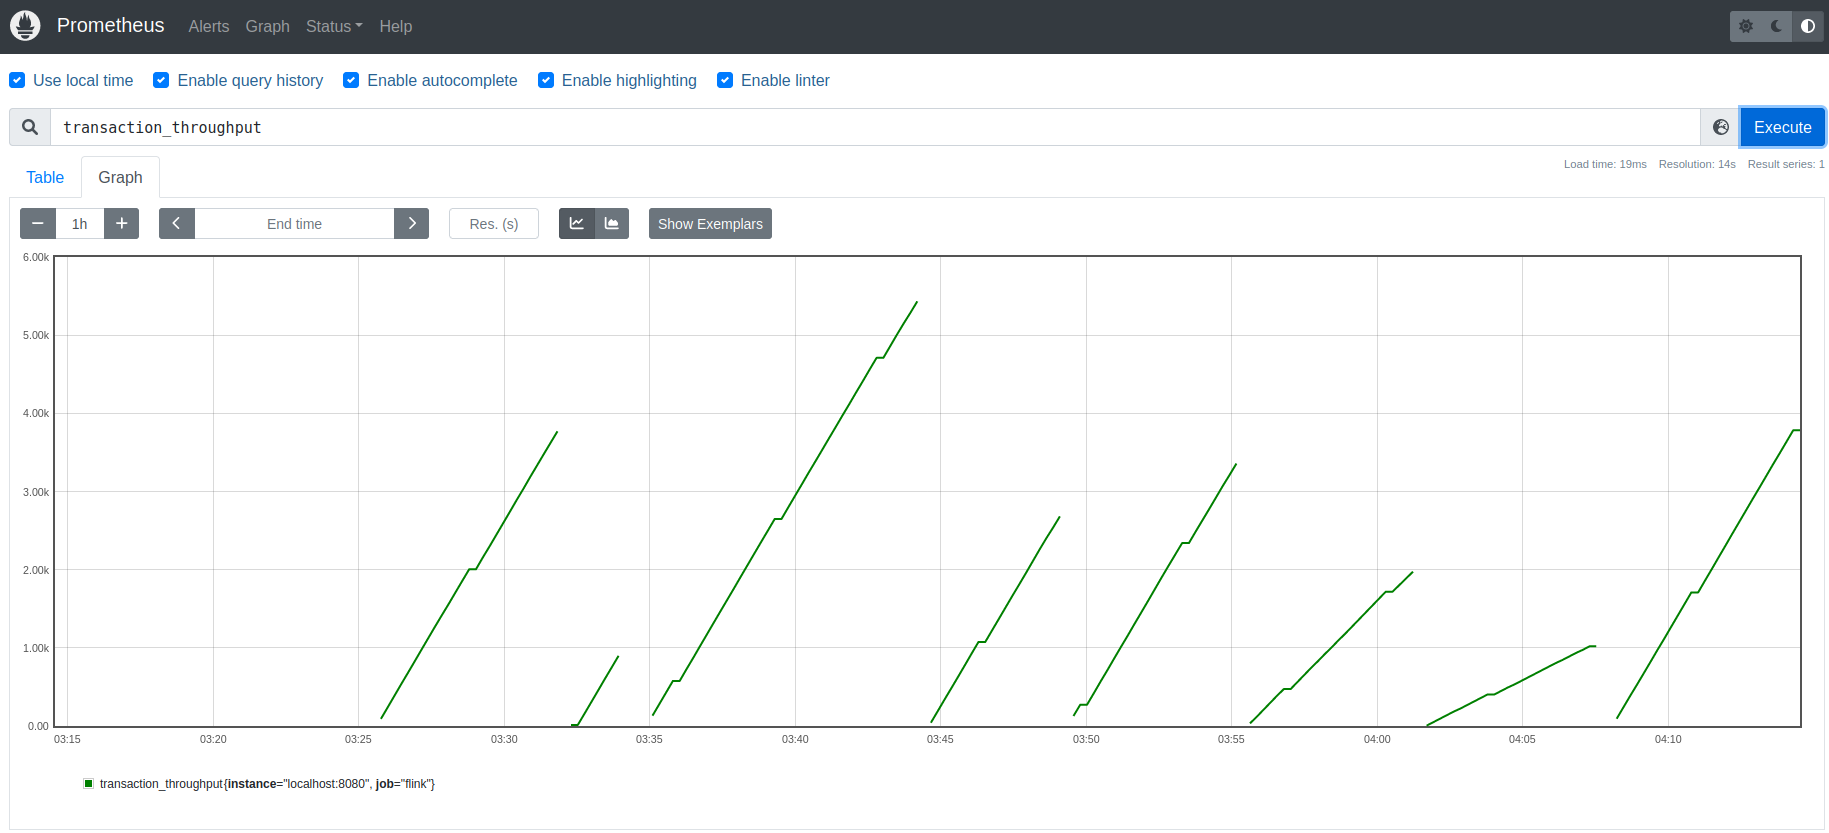 Prometheus Alerts Graph Status Help
Use local time Enable query history Enable autocomplete Enable highlighting Enable linter
transaction_throughput Execute
Table Graph Load time: 19ms Resolution: 14s Result series: 1
1h End time Res. (s) Show Exemplars
6.00k
5.00k
4.00k
3.00k
2.00k
1.00k
0.00
03:15 03:20 03:25 03:30 03:35 03:40 03:45 03:50 03:55 04:00 04:05 04:10
transaction_throughput{instance="localhost:8080", job="flink"}